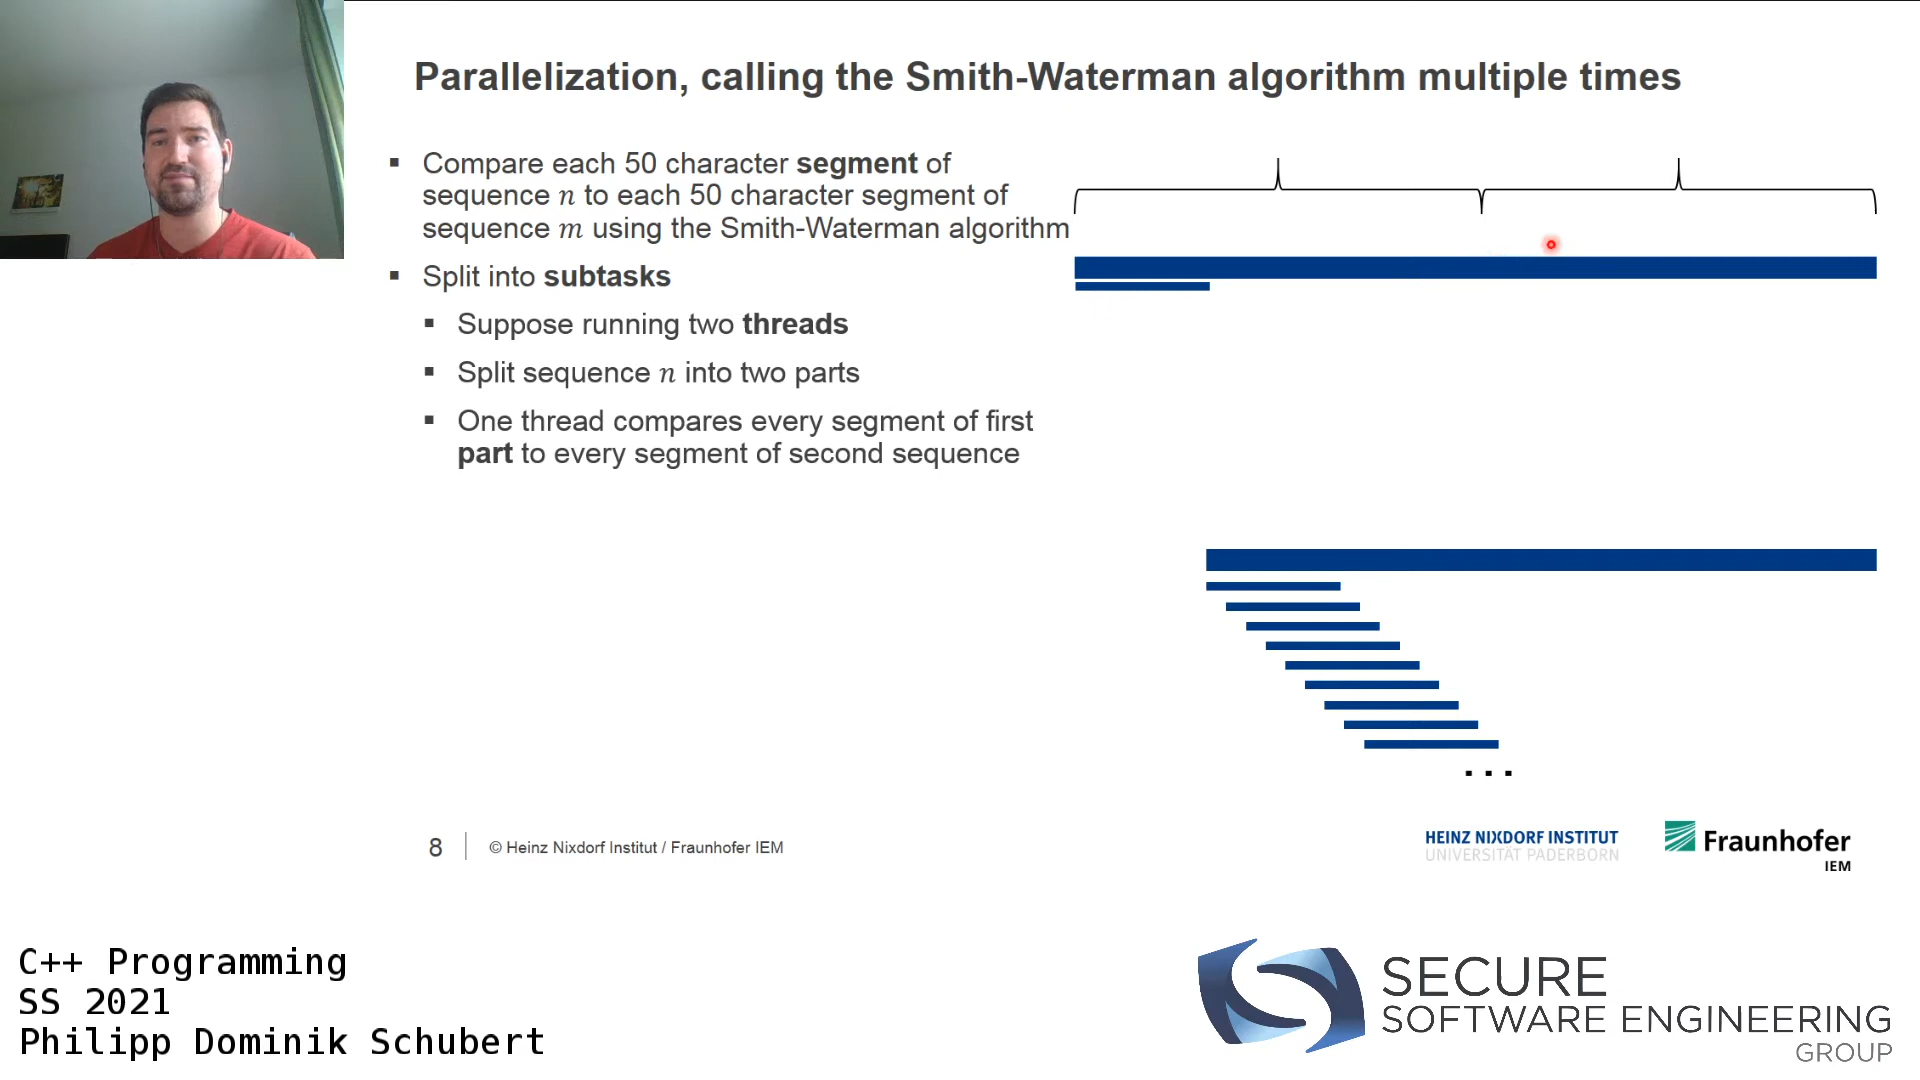 Parallelization, calling the Smith-Waterman algorithm multiple times
▪ Compare each 50 character segment of
sequence n to each 50 character segment of
sequence m using the Smith-Waterman algorithm
▪ Split into subtasks
▪ Suppose running two threads
▪ Split sequence n into two parts
▪ One thread compares every segment of first
part to every segment of second sequence
...
8 © Heinz Nixdorf Institut / Fraunhofer IEM
HEINZ NIXDORF INSTITUT
UNIVERSITÄT PADERBORN
Fraunhofer
IEM
C++ Programming
SS 2021
Philipp Dominik Schubert
SECURE
SOFTWARE ENGINEERING
GROUP